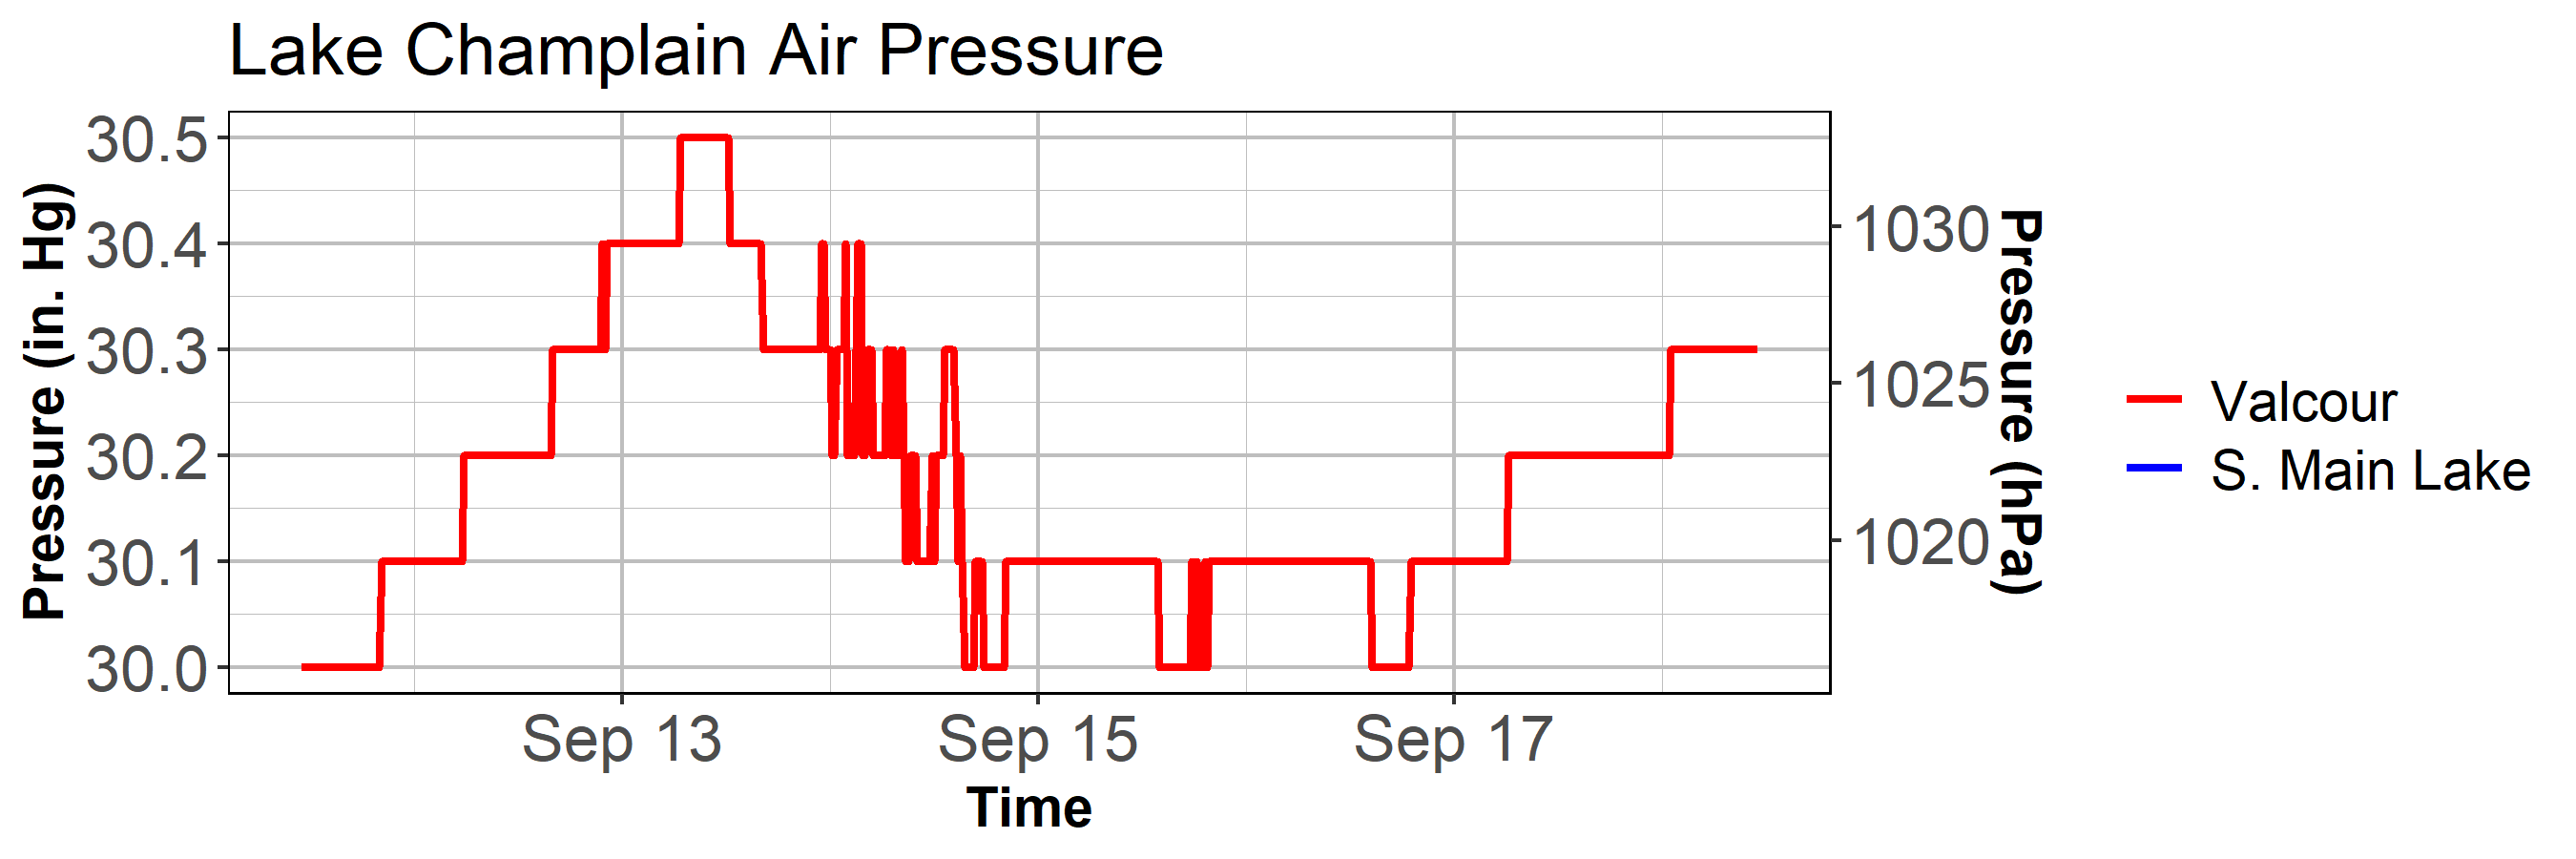 Lake Champlain Air Pressure
Pressure (in. Hg)
30.5
30.4
30.3
30.2
30.1
30.0
1030
1025
1020
Pressure (hPa)
Valcour
S. Main Lake
Sep 13
Sep 15
Sep 17
Time